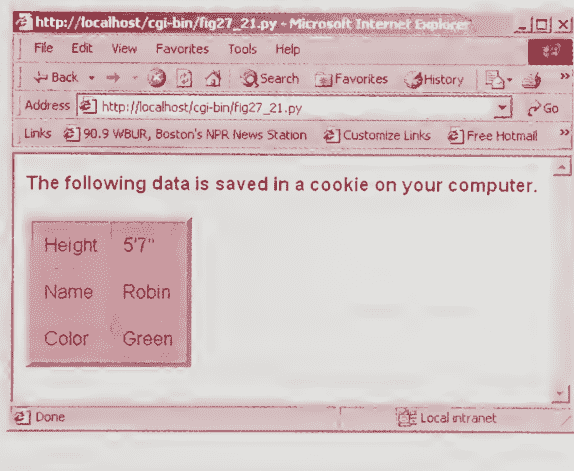 http://localhost/cgi-bin/fig27_21.py - Microsoft Internet Explorer
File Edit View Favorites Tools Help
Back Search Favorites History »
Address http://localhost/cgi-bin/fig27_21.py Go
Links 90.9 WBUR, Boston's NPR News Station Customize Links Free Hotmail »
The following data is saved in a cookie on your computer.
Height 5'7"
Name Robin
Color Green
Done Local intranet